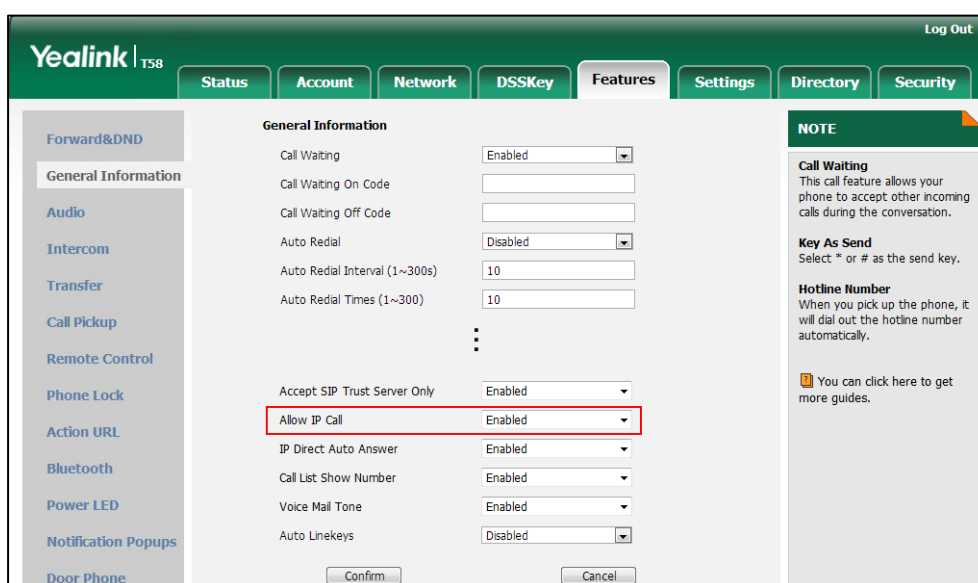 Log Out
Yealink T58
Status Account Network DSSKey Features Settings Directory Security
Forward&DND
General Information
Audio
Intercom
Transfer
Call Pickup
Remote Control
Phone Lock
Action URL
Bluetooth
Power LED
Notification Popups
Door Phone
General Information
Call Waiting Enabled
Call Waiting On Code
Call Waiting Off Code
Auto Redial Disabled
Auto Redial Interval (1~300s) 10
Auto Redial Times (1~300) 10
Accept SIP Trust Server Only Enabled
Allow IP Call Enabled
IP Direct Auto Answer Enabled
Call List Show Number Enabled
Voice Mail Tone Enabled
Auto Linekeys Disabled
Confirm Cancel
NOTE
Call Waiting
This call feature allows your
phone to accept other incoming
calls during the conversation.
Key As Send
Select * or # as the send key.
Hotline Number
When you pick up the phone, it
will dial out the hotline number
automatically.
You can click here to get
more guides.